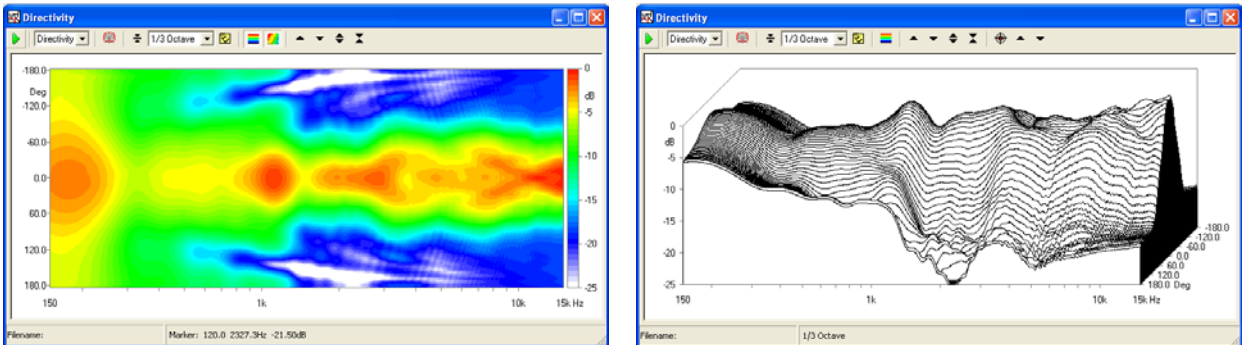 Directivity
Directivity
1/3 Octave
-180.0
Deg
-120.0
-60.0
0.0
60.0
120.0
180.0
150
1k
10k
15k Hz
0
dB
-5
-10
-15
-20
-25
Filename:
Marker: 120.0 2327.3Hz -21.50dB
Directivity
Directivity
1/3 Octave
0
dB
-5
-10
-15
-20
-25
150
1k
10k
15k Hz
-180.0
-120.0
-60.0
0.0
60.0
120.0
180.0 Deg
Filename:
1/3 Octave